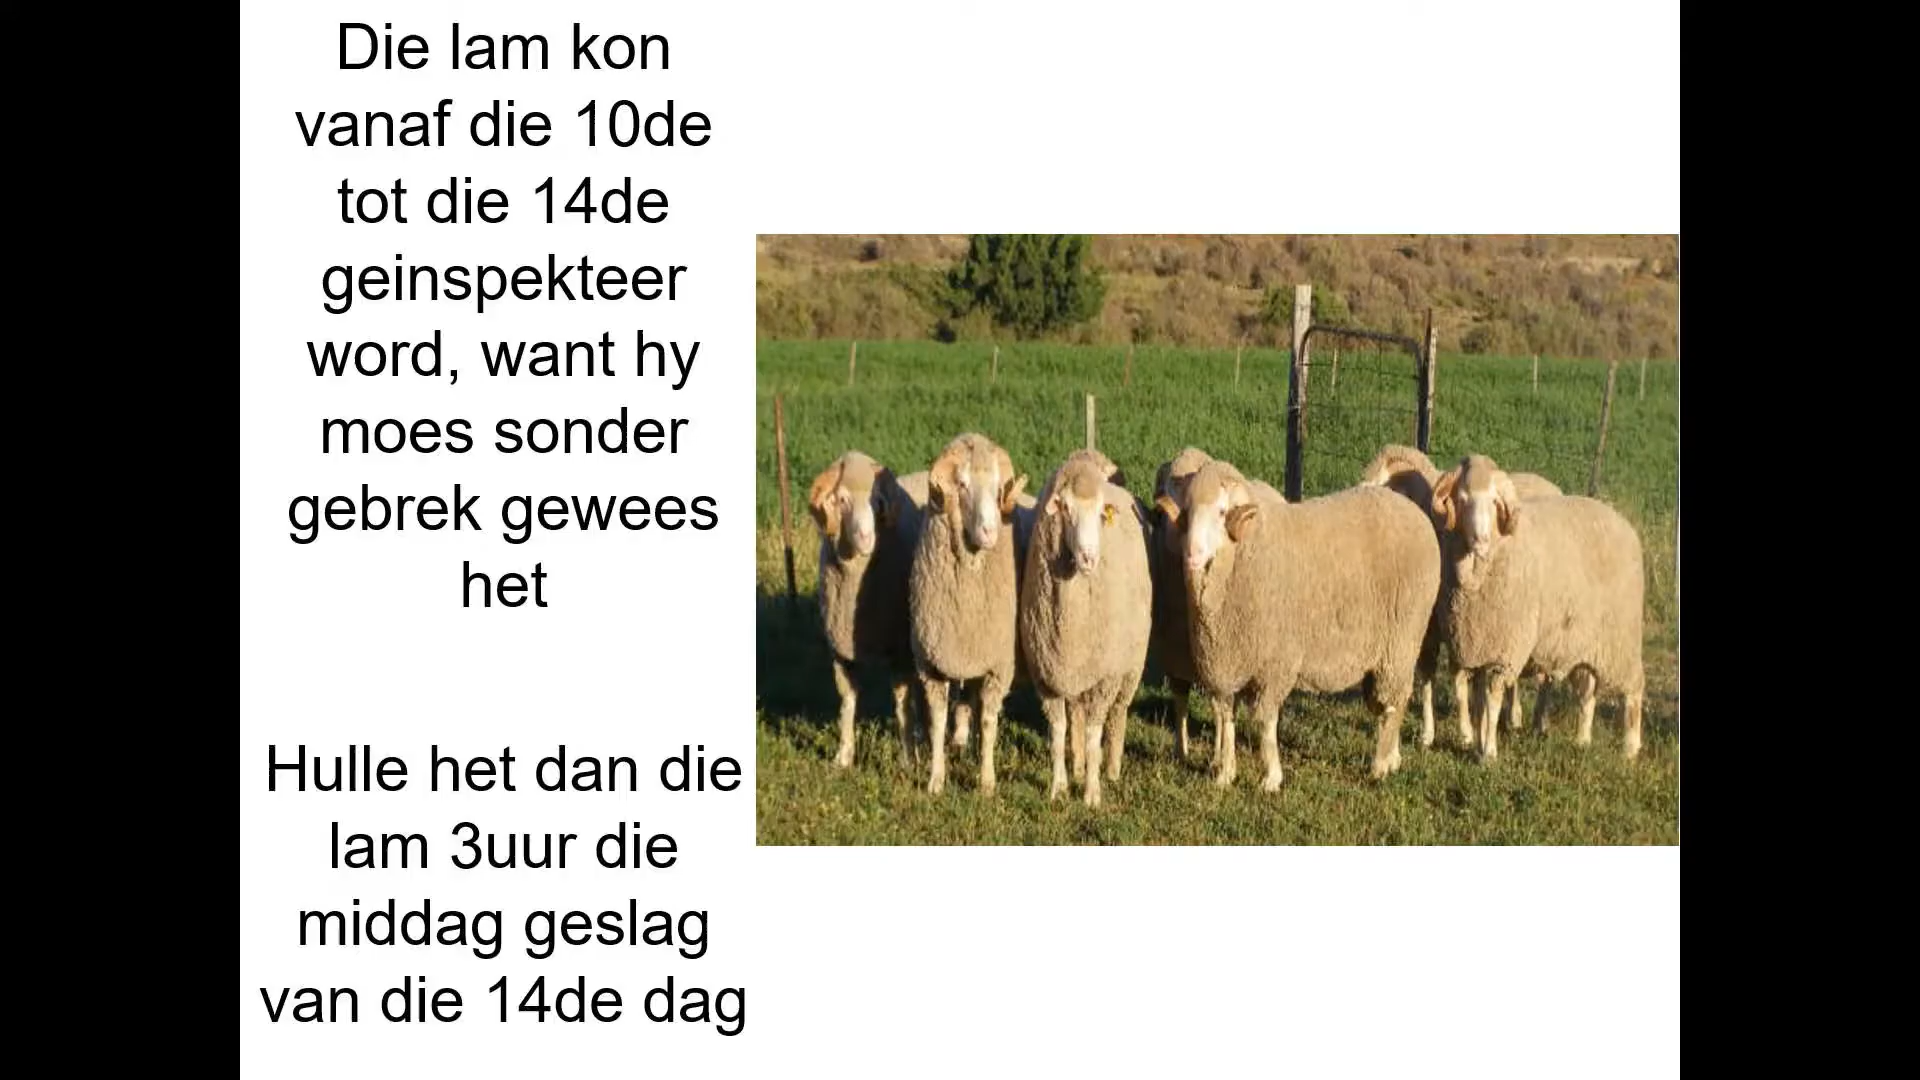 Die lam kon
vanaf die 10de
tot die 14de
geinspekteer
word, want hy
moes sonder
gebrek gewees
het
Hulle het dan die
lam 3uur die
middag geslag
van die 14de dag